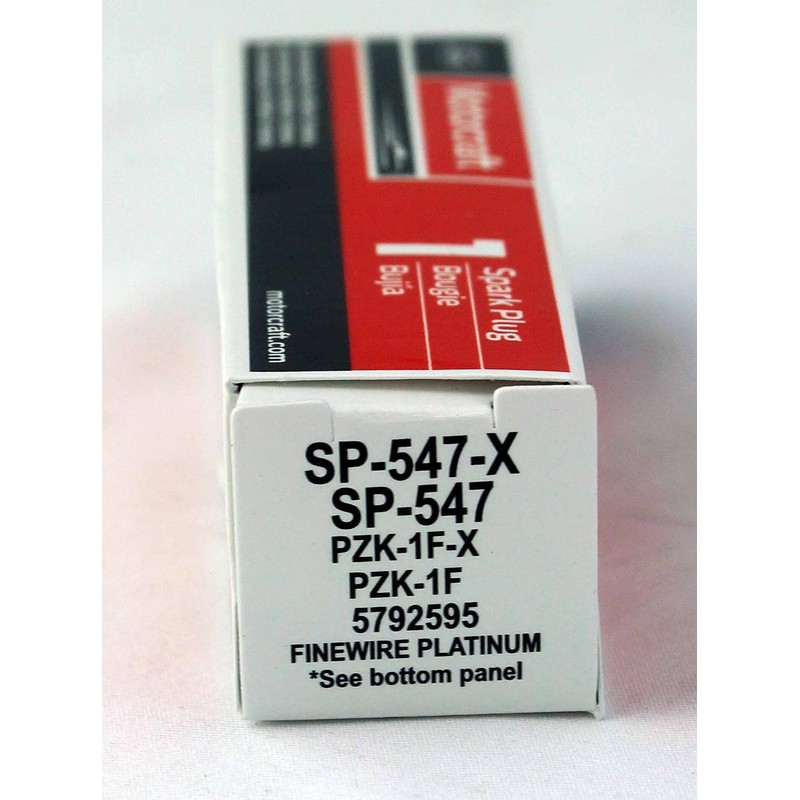 Motorcraft
1
Spark Plug
Bougie
Bujía
motorcraft.com
SP-547-X
SP-547
PZK-1F-X
PZK-1F
5792595
FINEWIRE PLATINUM
*See bottom panel